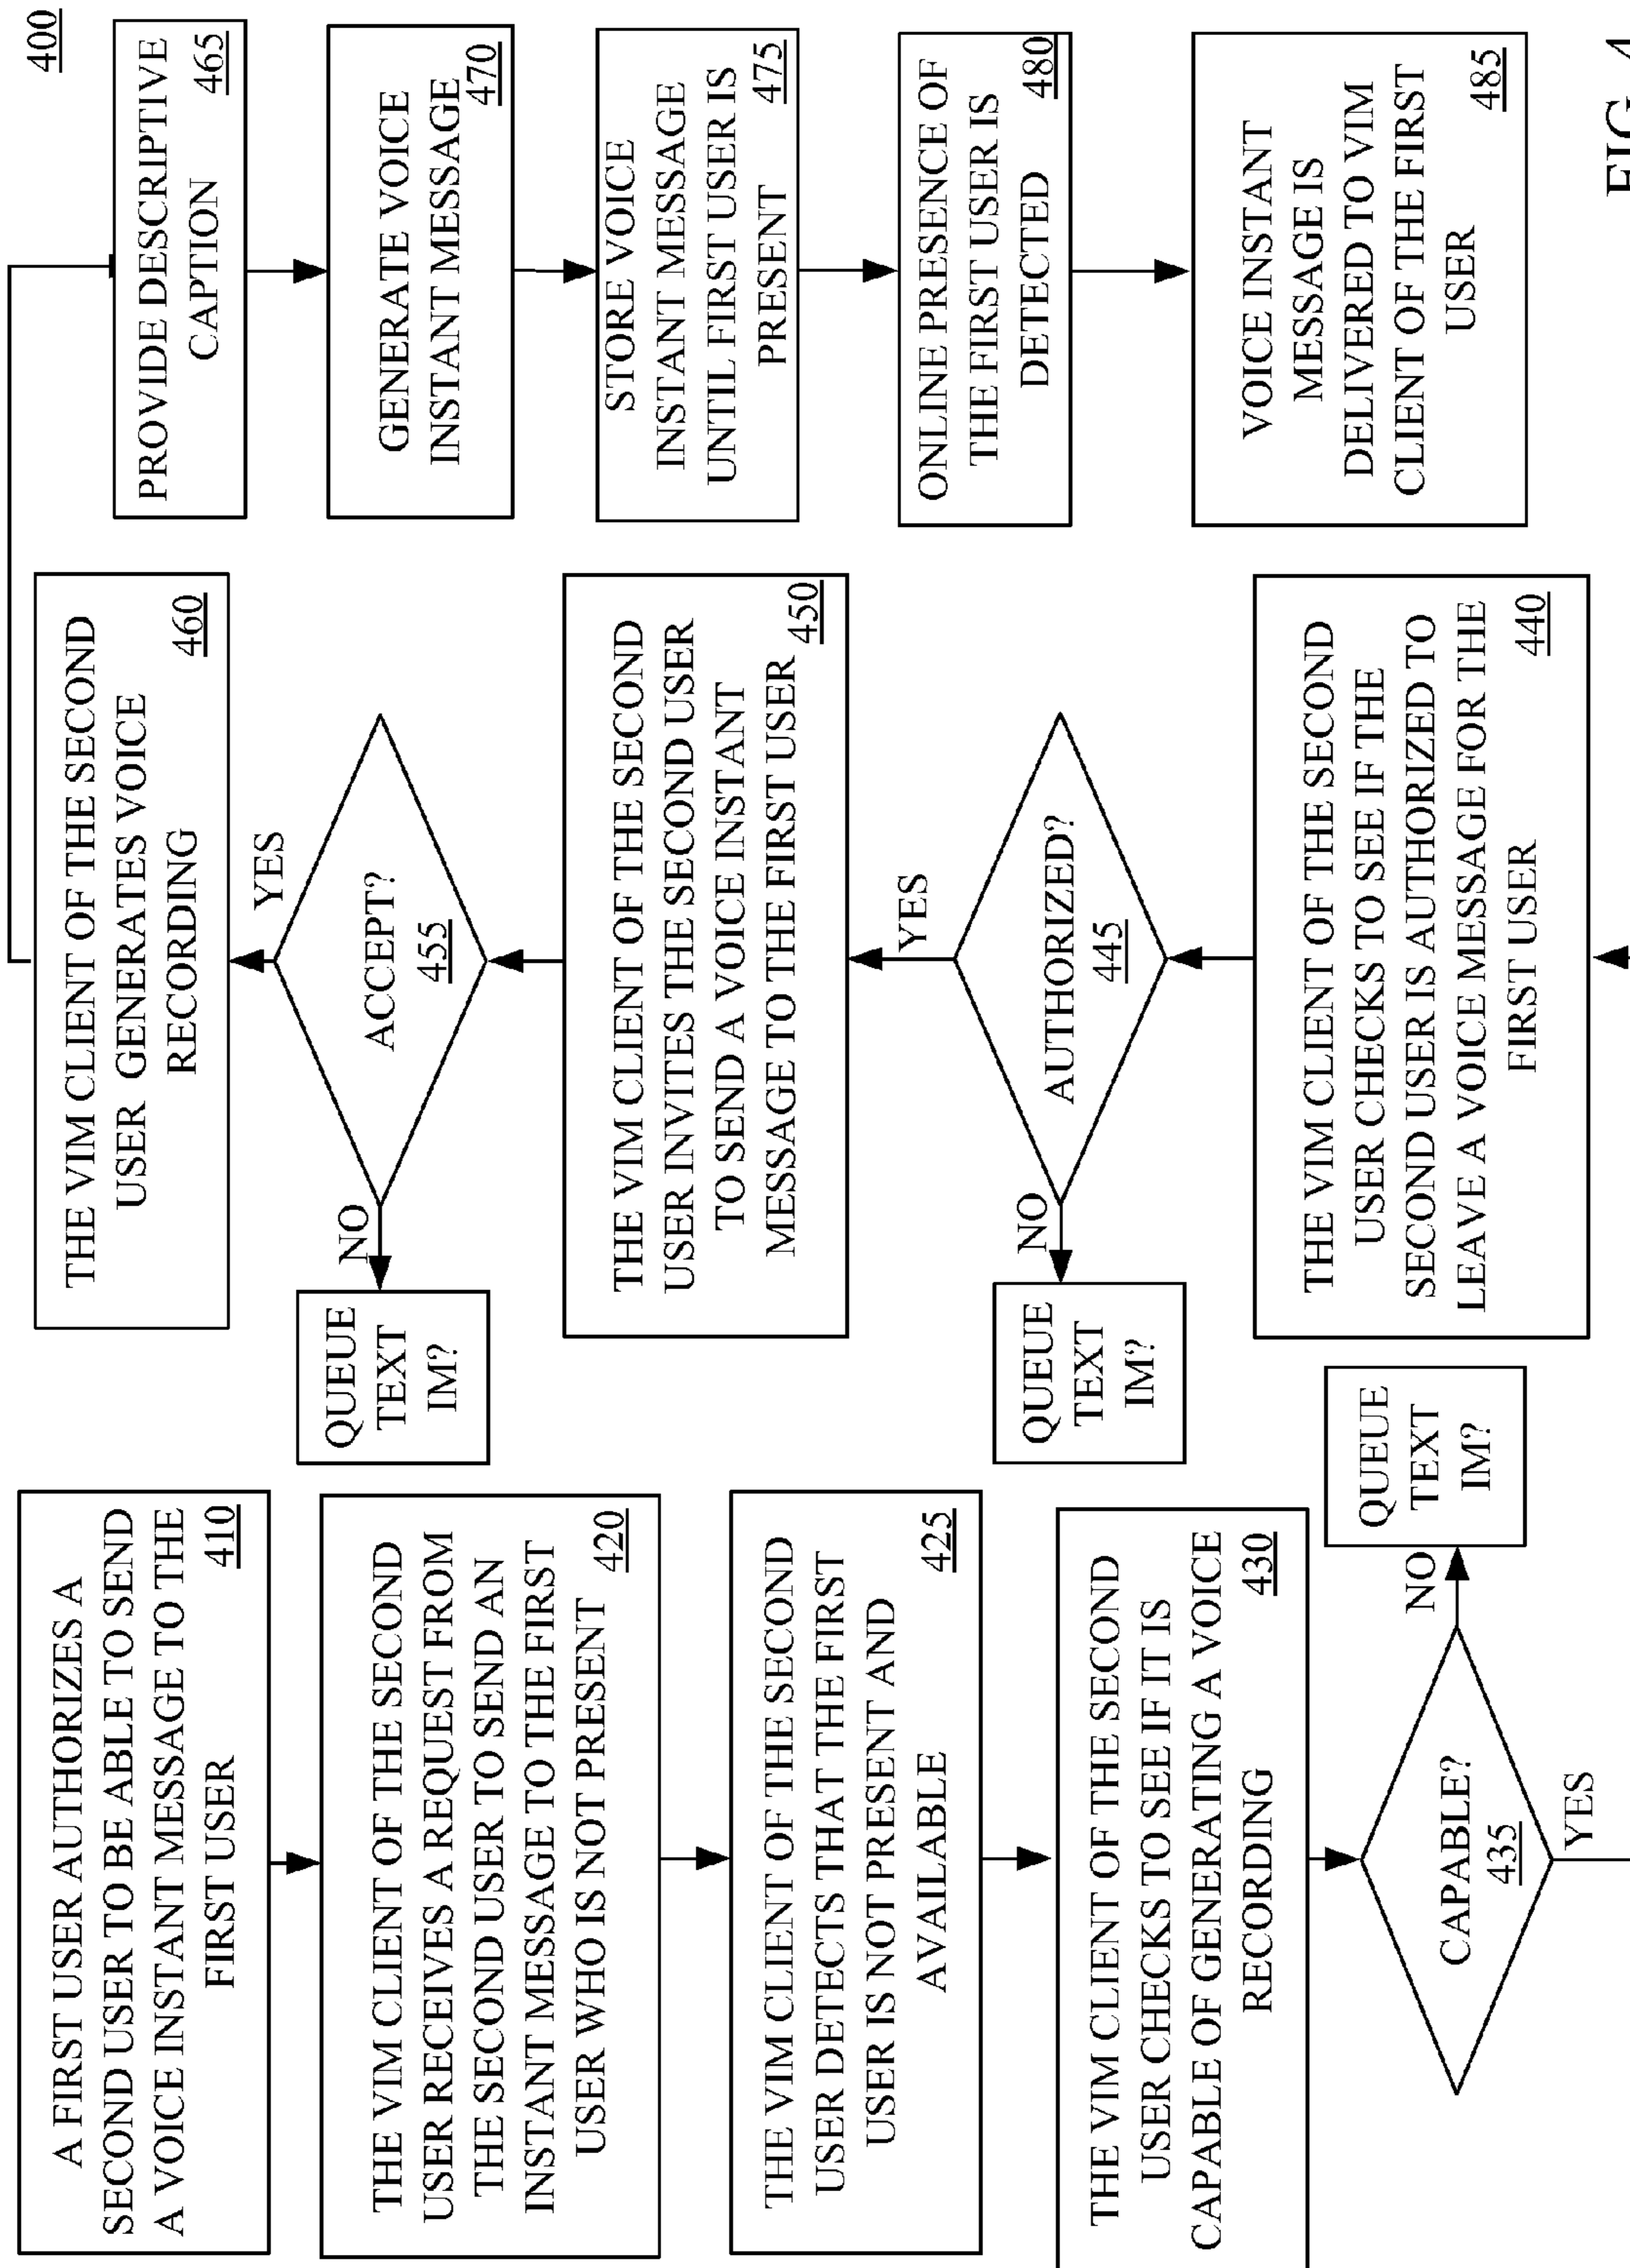 400
A FIRST USER AUTHORIZES A
SECOND USER TO BE ABLE TO SEND
A VOICE INSTANT MESSAGE TO THE
FIRST USER
410
THE VIM CLIENT OF THE SECOND
USER RECEIVES A REQUEST FROM
THE SECOND USER TO SEND AN
INSTANT MESSAGE TO THE FIRST
USER WHO IS NOT PRESENT
420
THE VIM CLIENT OF THE SECOND
USER DETECTS THAT THE FIRST
USER IS NOT PRESENT AND
AVAILABLE
425
THE VIM CLIENT OF THE SECOND
USER CHECKS TO SEE IF IT IS
CAPABLE OF GENERATING A VOICE
RECORDING
430
CAPABLE?
435
NO
QUEUE
TEXT
IM?
YES
THE VIM CLIENT OF THE SECOND
USER CHECKS TO SEE IF THE
SECOND USER IS AUTHORIZED TO
LEAVE A VOICE MESSAGE FOR THE
FIRST USER
440
AUTHORIZED?
445
NO
QUEUE
TEXT
IM?
YES
THE VIM CLIENT OF THE SECOND
USER INVITES THE SECOND USER
TO SEND A VOICE INSTANT
MESSAGE TO THE FIRST USER
450
ACCEPT?
455
NO
QUEUE
TEXT
IM?
YES
THE VIM CLIENT OF THE SECOND
USER GENERATES VOICE
RECORDING
460
PROVIDE DESCRIPTIVE
CAPTION
465
GENERATE VOICE
INSTANT MESSAGE
470
STORE VOICE
INSTANT MESSAGE
UNTIL FIRST USER IS
PRESENT
475
ONLINE PRESENCE OF
THE FIRST USER IS
DETECTED
480
VOICE INSTANT
MESSAGE IS
DELIVERED TO VIM
CLIENT OF THE FIRST
USER
485
FIG. 4